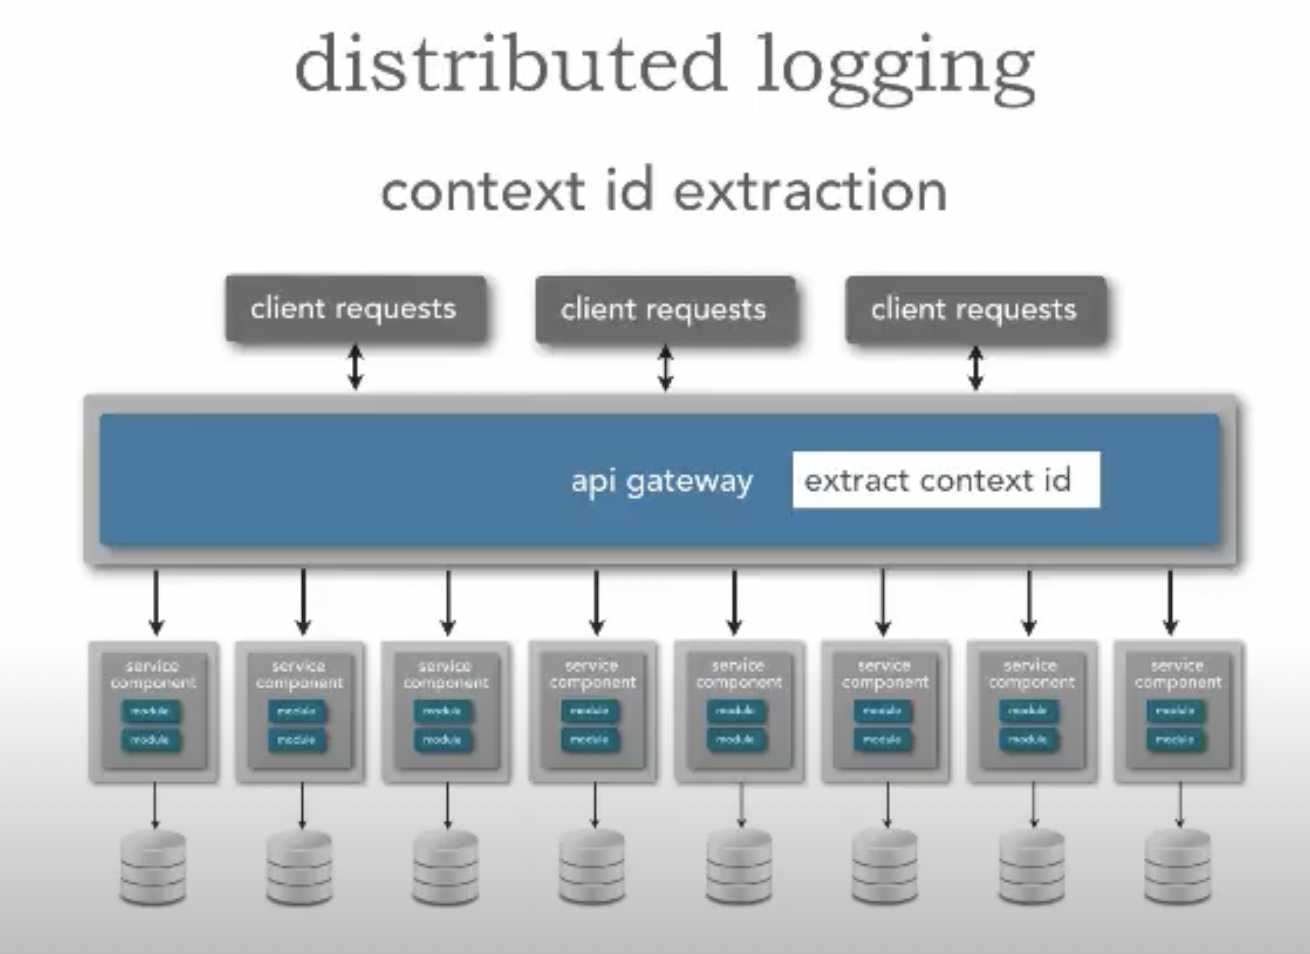 distributed logging
context id extraction
client requests
client requests
client requests
api gateway
extract context id
service
component
module
module
service
component
module
module
service
component
module
module
service
component
module
module
service
component
module
module
service
component
module
module
service
component
module
module
service
component
module
module